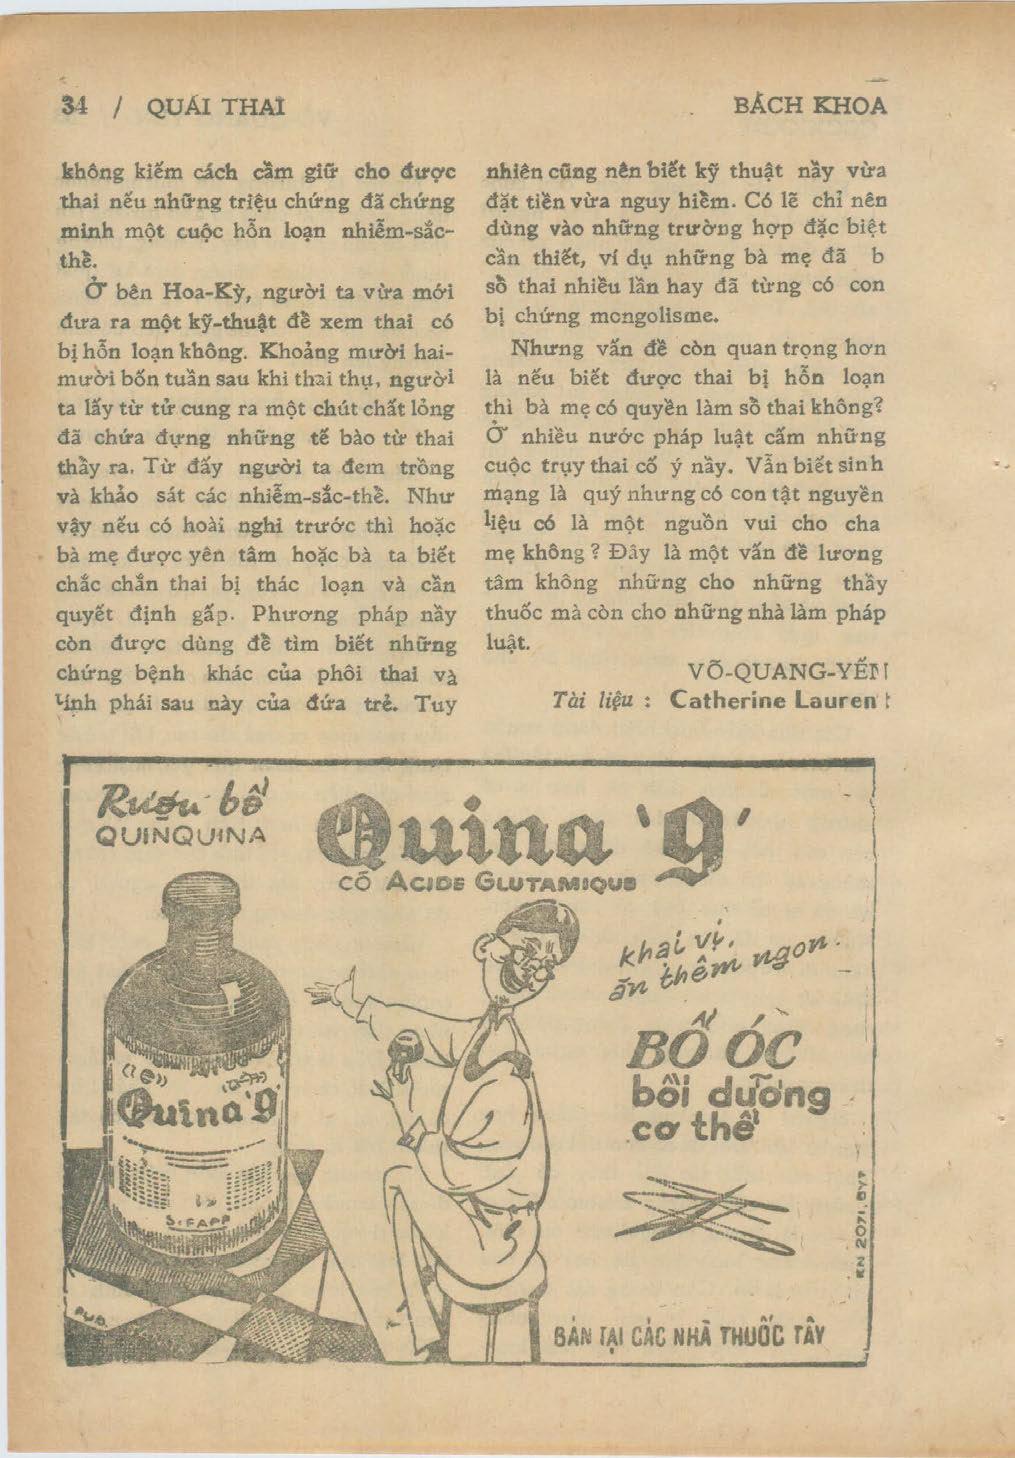 34 / QUÁI THAI
BÁCH KHOA
không kiếm cách cầm giữ cho được
thai nếu những triệu chứng đã chứng
minh một cuộc hỗn loạn nhiễm-sắc-
thể.
Ở bên Hoa-Kỳ, người ta vừa mới
đưa ra một kỹ-thuật để xem thai có
bị hỗn loạn không. Khoảng mười hai-
mười bốn tuần sau khi thai thụ, người
ta lấy từ tử cung ra một chút chất lỏng
đã chứa đựng những tế bào từ thai
thầy ra. Từ đấy người ta đem trồng
và khảo sát các nhiễm-sắc-thể. Như
vậy nếu có hoài nghi trước thì hoặc
bà mẹ được yên tâm hoặc bà ta biết
chắc chắn thai bị thác loạn và cần
quyết định gấp. Phương pháp nầy
còn được dùng để tìm biết những
chứng bệnh khác của phôi thai và
tính phái sau này của đứa trẻ. Tuy
nhiên cũng nên biết kỹ thuật nầy vừa
đặt tiền vừa nguy hiểm. Có lẽ chỉ nên
dùng vào những trường hợp đặc biệt
cần thiết, ví dụ những bà mẹ đã b
sồ thai nhiều lần hay đã từng có con
bị chứng mongolisme.
Nhưng vấn đề còn quan trọng hơn
là nếu biết được thai bị hỗn loạn
thì bà mẹ có quyền làm sồ thai không?
Ở nhiều nước pháp luật cấm những
cuộc trụy thai cố ý nầy. Vẫn biết sinh
mạng là quý nhưng có con tật nguyền
liệu có là một nguồn vui cho cha
mẹ không ? Đây là một vấn đề lương
tâm không những cho những thầy
thuốc mà còn cho những nhà làm pháp
luật.
VÕ-QUANG-YẾN
Tài liệu : Catherine Laurent
Rượu bổ
QUINQUINA
Quina 'g'
CÓ ACIDE GLUTAMIQUE
khai vị,
ăn thêm ngon.
BỔ ÓC
bồi dưỡng
cơ thể
Quina 'g'
SIFAPP
PUB.
KN 2071. BYT
BÁN TẠI CÁC NHÀ THUỐC TÂY